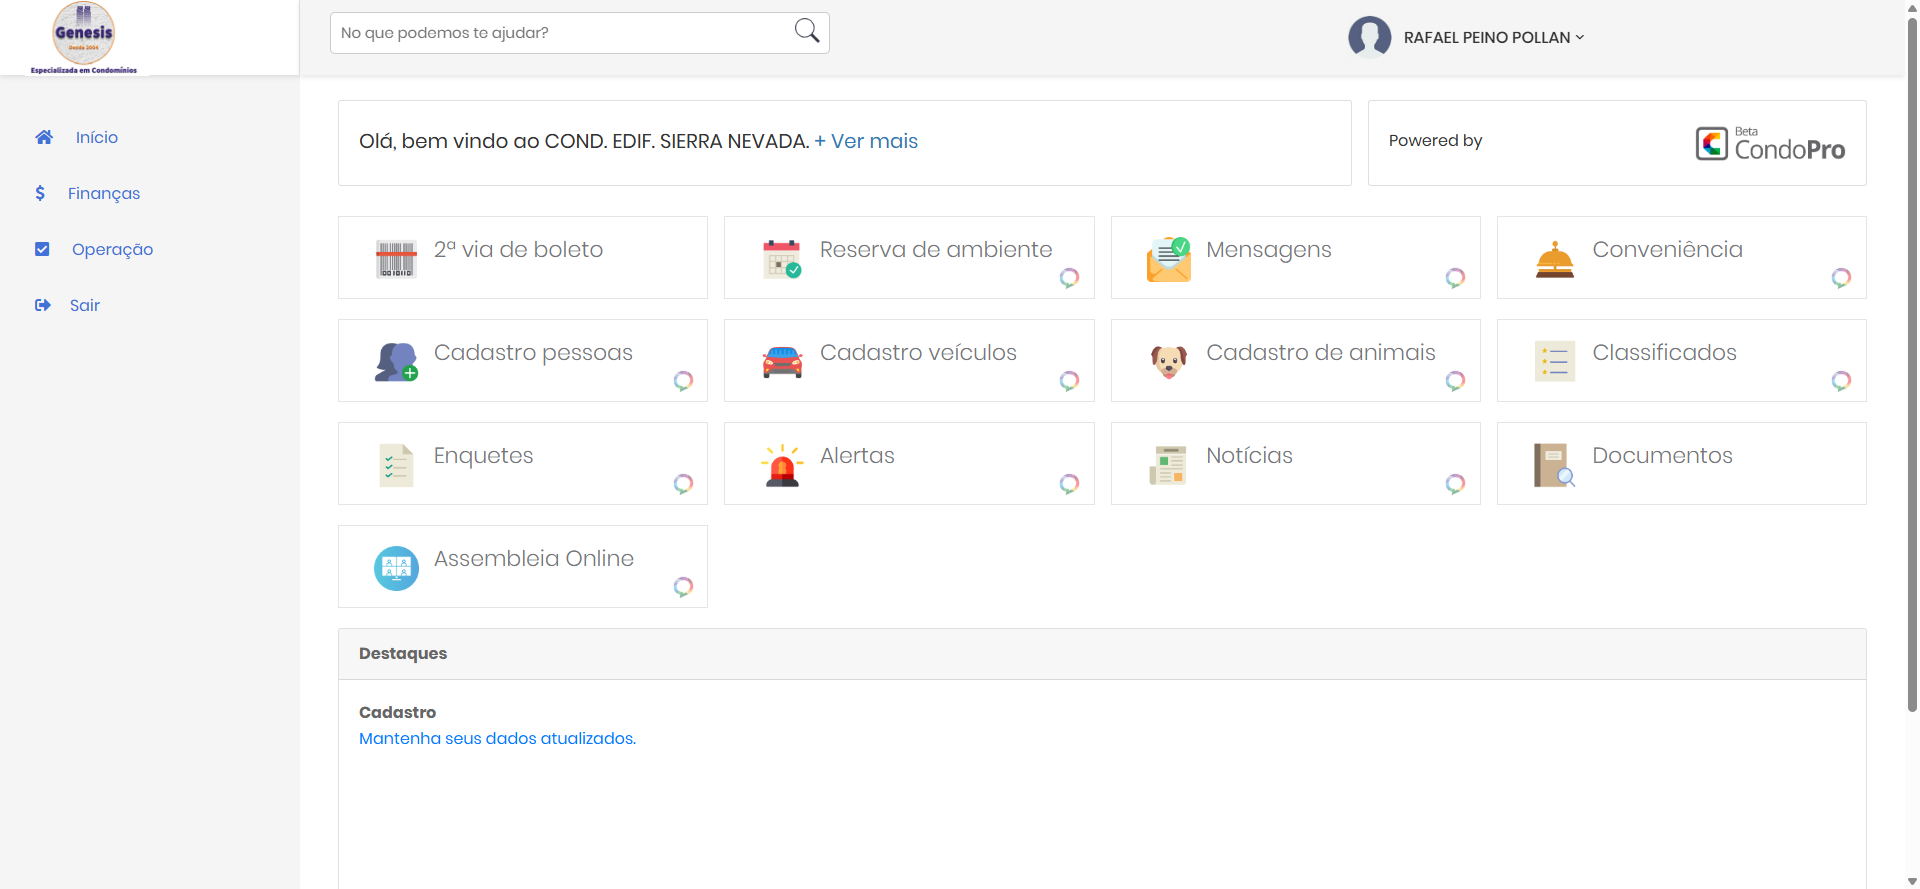 Genesis
Desde 2004
Especializada em Condomínios
No que podemos te ajudar?
RAFAEL PEINO POLLAN
Início
Finanças
Operação
Sair
Olá, bem vindo ao COND. EDIF. SIERRA NEVADA. + Ver mais
Powered by
Beta
CondoPro
2ª via de boleto
Reserva de ambiente
Mensagens
Conveniência
Cadastro pessoas
Cadastro veículos
Cadastro de animais
Classificados
Enquetes
Alertas
Notícias
Documentos
Assembleia Online
Destaques
Cadastro
Mantenha seus dados atualizados.